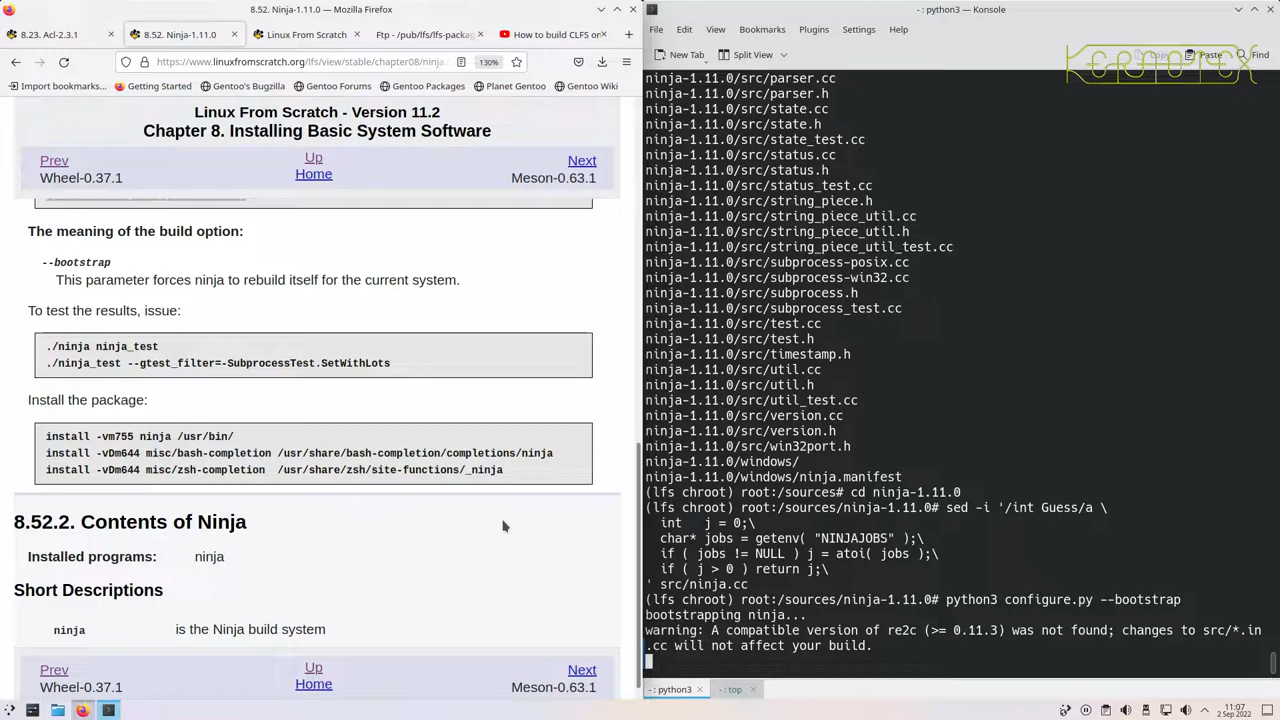 8.52. Ninja-1.11.0 — Mozilla Firefox
8.23. Acl-2.3.1
8.52. Ninja-1.11.0
Linux From Scratch
Ftp - /pub/lfs/lfs-packag
How to build CLFS on
https://www.linuxfromscratch.org/lfs/view/stable/chapter08/ninja.
130%
Import bookmarks...
Getting Started
Gentoo's Bugzilla
Gentoo Forums
Gentoo Packages
Planet Gentoo
Gentoo Wiki
Linux From Scratch - Version 11.2
Chapter 8. Installing Basic System Software
Prev
Up
Next
Wheel-0.37.1
Home
Meson-0.63.1
The meaning of the build option:
--bootstrap
This parameter forces ninja to rebuild itself for the current system.
To test the results, issue:
./ninja ninja_test
./ninja_test --gtest_filter=-SubprocessTest.SetWithLots
Install the package:
install -vm755 ninja /usr/bin/
install -vDm644 misc/bash-completion /usr/share/bash-completion/completions/ninja
install -vDm644 misc/zsh-completion  /usr/share/zsh/site-functions/_ninja
8.52.2. Contents of Ninja
Installed programs: ninja
Short Descriptions
ninja is the Ninja build system
Prev
Up
Next
Wheel-0.37.1
Home
Meson-0.63.1
- : python3 — Konsole
File Edit View Bookmarks Plugins Settings Help
New Tab
Split View
Copy
Paste
Find
KERNOTEX
ninja-1.11.0/src/parser.cc
ninja-1.11.0/src/parser.h
ninja-1.11.0/src/state.cc
ninja-1.11.0/src/state.h
ninja-1.11.0/src/state_test.cc
ninja-1.11.0/src/status.cc
ninja-1.11.0/src/status.h
ninja-1.11.0/src/status_test.cc
ninja-1.11.0/src/string_piece.h
ninja-1.11.0/src/string_piece_util.cc
ninja-1.11.0/src/string_piece_util.h
ninja-1.11.0/src/string_piece_util_test.cc
ninja-1.11.0/src/subprocess-posix.cc
ninja-1.11.0/src/subprocess-win32.cc
ninja-1.11.0/src/subprocess.h
ninja-1.11.0/src/subprocess_test.cc
ninja-1.11.0/src/test.cc
ninja-1.11.0/src/test.h
ninja-1.11.0/src/timestamp.h
ninja-1.11.0/src/util.cc
ninja-1.11.0/src/util.h
ninja-1.11.0/src/util_test.cc
ninja-1.11.0/src/version.cc
ninja-1.11.0/src/version.h
ninja-1.11.0/src/win32port.h
ninja-1.11.0/windows/
ninja-1.11.0/windows/ninja.manifest
(lfs chroot) root:/sources# cd ninja-1.11.0
(lfs chroot) root:/sources/ninja-1.11.0# sed -i '/int Guess/a \
  int   j = 0;\
  char* jobs = getenv( "NINJAJOBS" );\
  if ( jobs != NULL ) j = atoi( jobs );\
  if ( j > 0 ) return j;\
' src/ninja.cc
(lfs chroot) root:/sources/ninja-1.11.0# python3 configure.py --bootstrap
bootstrapping ninja...
warning: A compatible version of re2c (>= 0.11.3) was not found; changes to src/*.in
.cc will not affect your build.
- : python3
- : top
11:07
2 Sep 2022